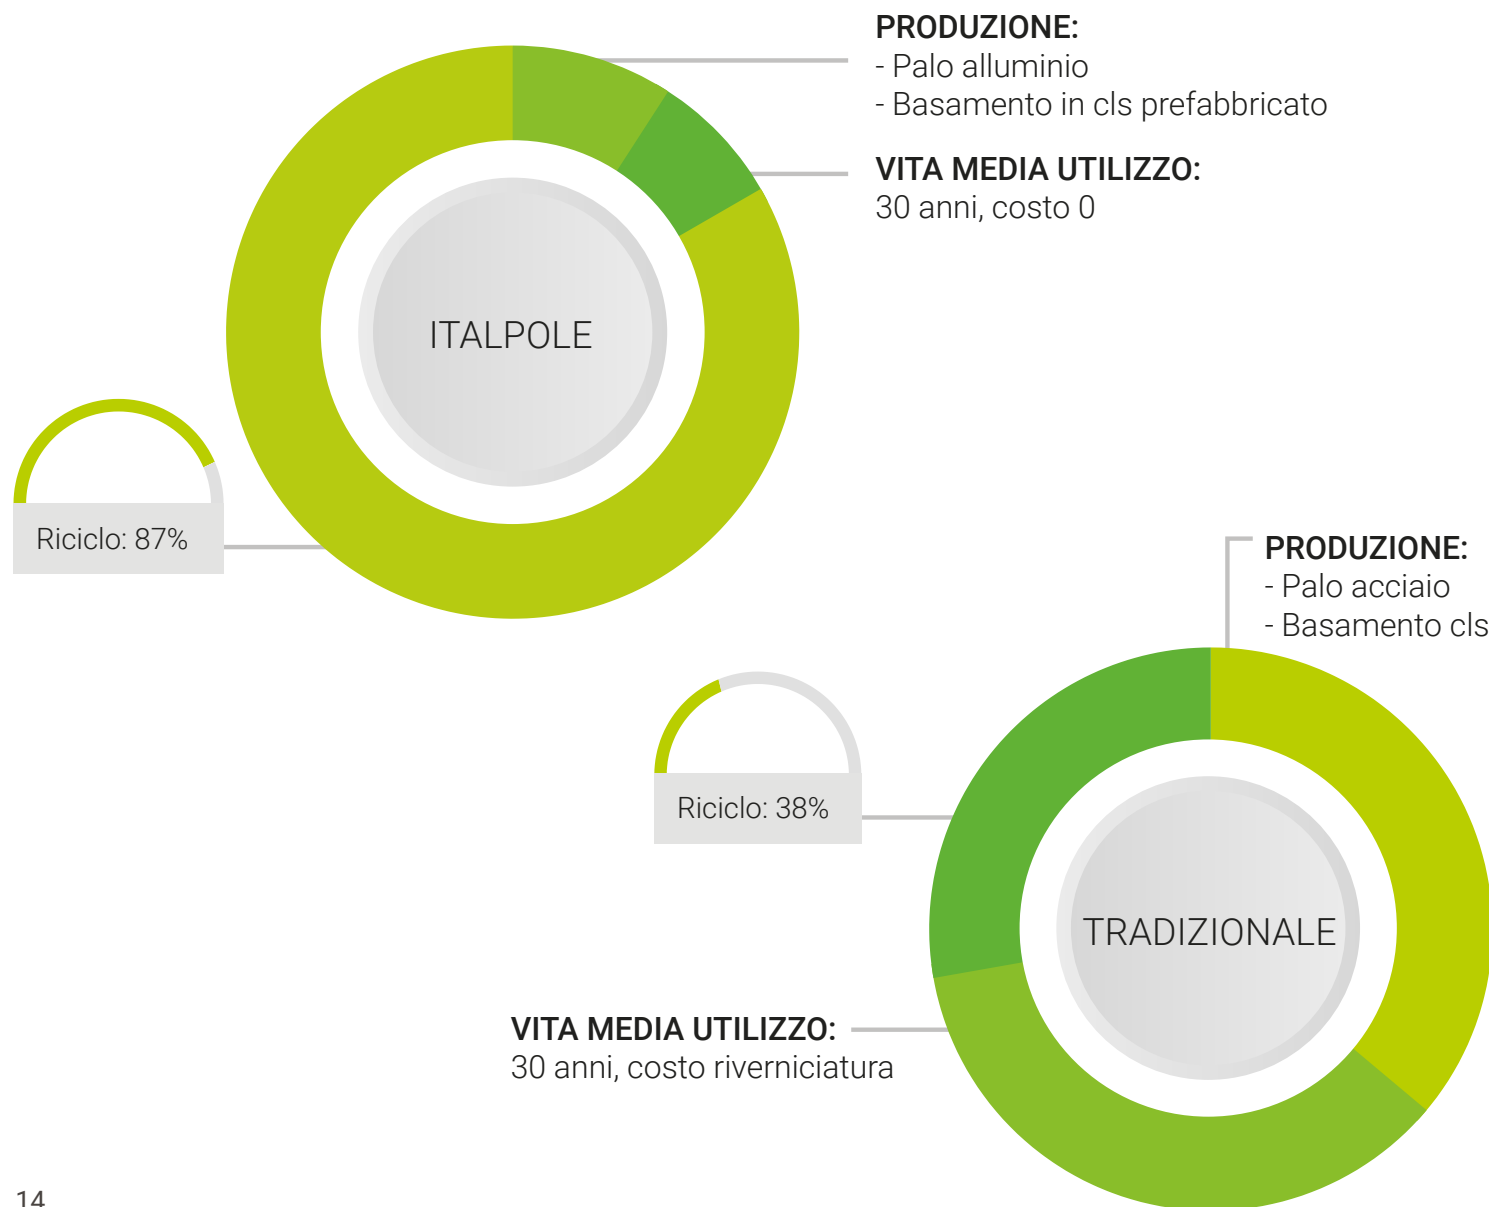 PRODUZIONE:
- Palo alluminio
- Basamento in cls prefabbricato
VITA MEDIA UTILIZZO:
30 anni, costo 0
ITALPOLE
Riciclo: 87%
PRODUZIONE:
- Palo acciaio
- Basamento cls
Riciclo: 38%
TRADIZIONALE
VITA MEDIA UTILIZZO:
30 anni, costo riverniciatura
14